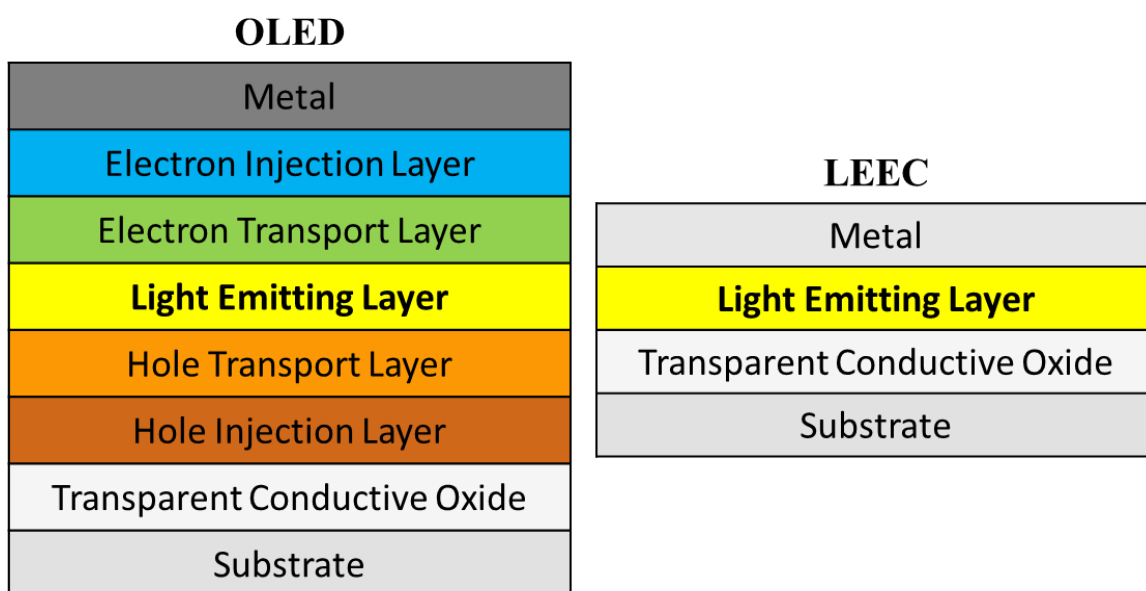 OLED
Metal
Electron Injection Layer
Electron Transport Layer
Light Emitting Layer
Hole Transport Layer
Hole Injection Layer
Transparent Conductive Oxide
Substrate
LEEC
Metal
Light Emitting Layer
Transparent Conductive Oxide
Substrate